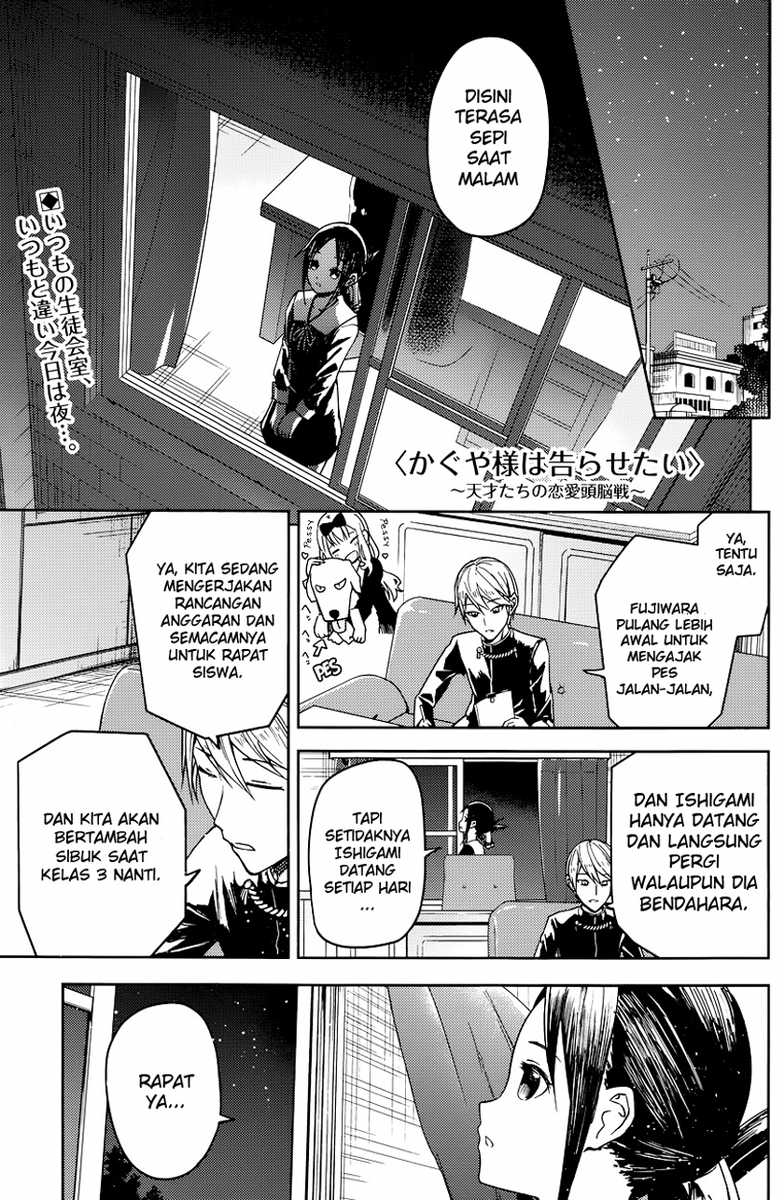 DISINI
TERASA
SEPI
SAAT
MALAM
◆いつもの生徒会室、
いつもと違い今日は夜…。
〈かぐや様は告らせたい〉
～天才たちの恋愛頭脳戦～
YA,
TENTU
SAJA.
FUJIWARA
PULANG LEBIH
AWAL UNTUK
MENGAJAK
PES
JALAN-JALAN,
PESSY
PESSY
PES
DAN ISHIGAMI
HANYA DATANG
DAN LANGSUNG
PERGI
WALAUPUN DIA
BENDAHARA.
TAPI
SETIDAKNYA
ISHIGAMI
DATANG
SETIAP HARI
...
YA, KITA SEDANG
MENGERJAKAN
RANCANGAN
ANGGARAN DAN
SEMACAMNYA
UNTUK RAPAT
SISWA.
DAN KITA AKAN
BERTAMBAH
SIBUK SAAT
KELAS 3 NANTI.
RAPAT
YA...